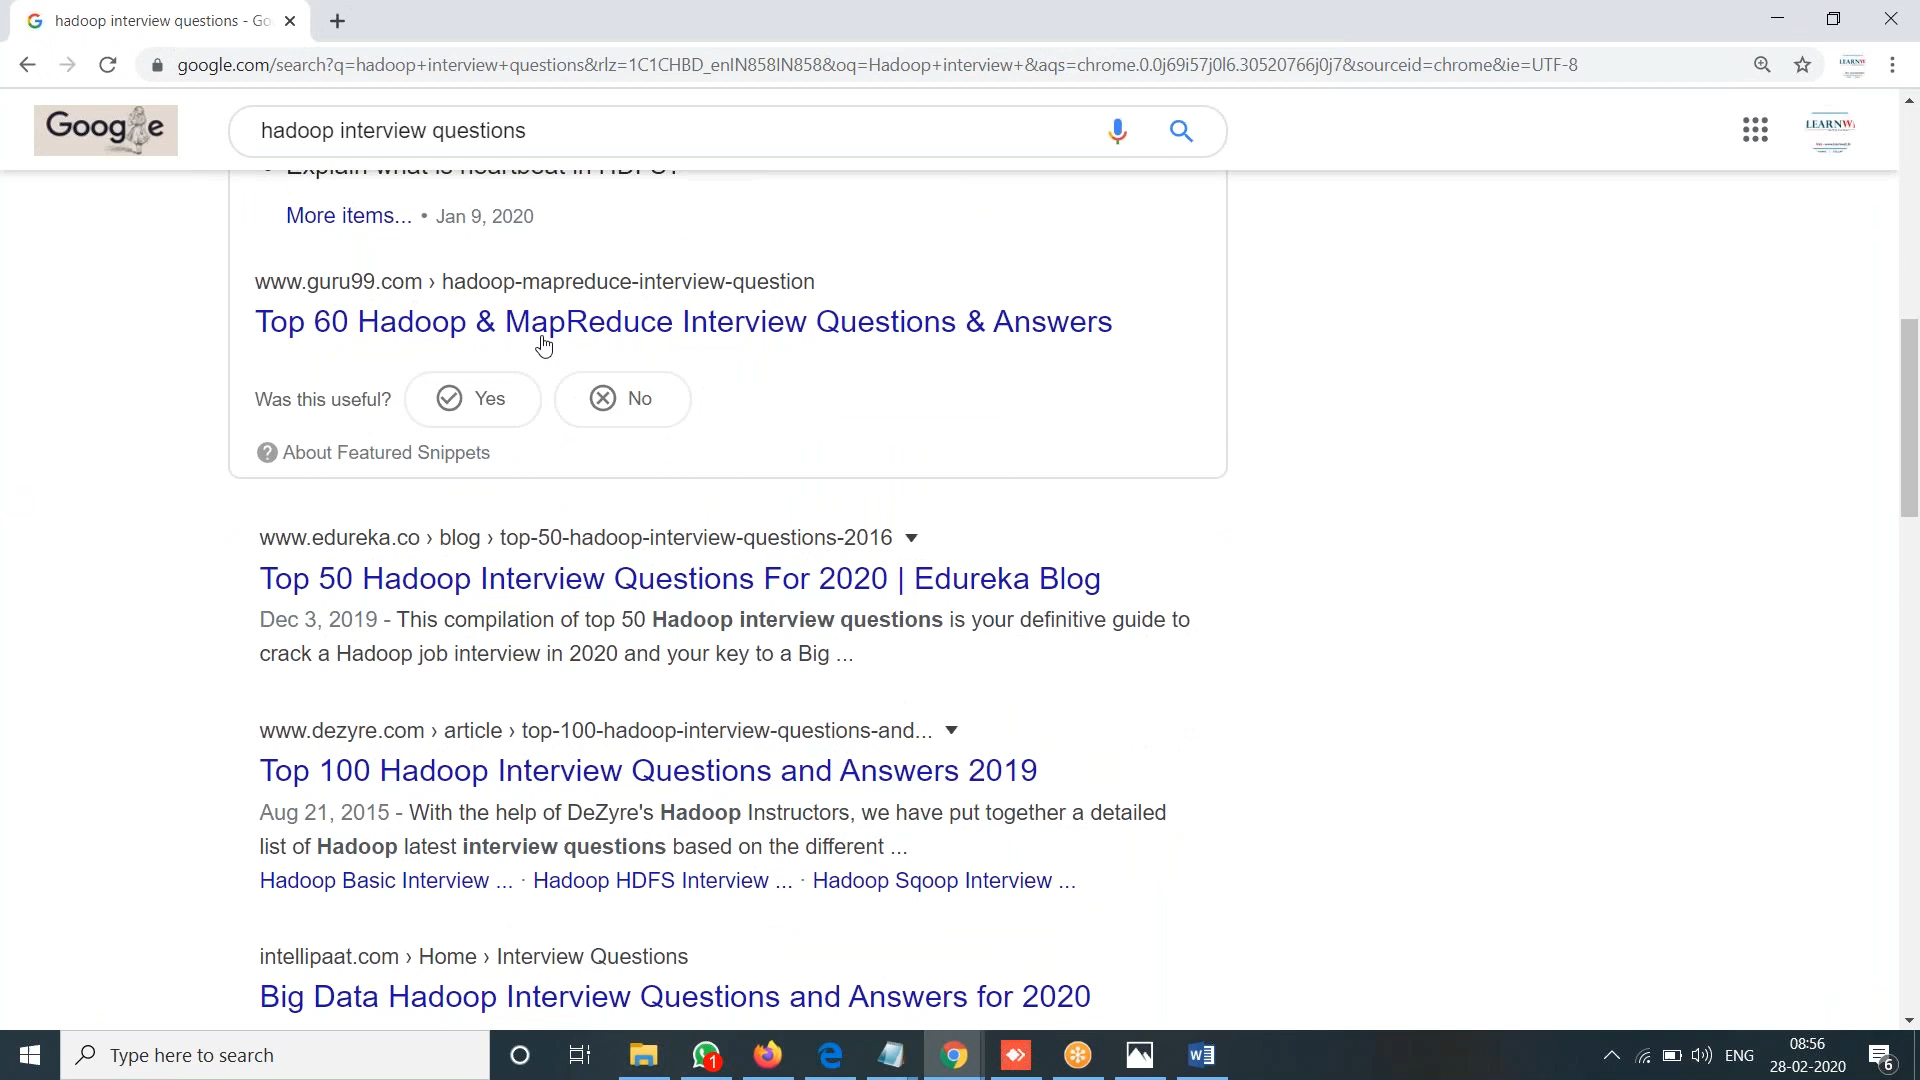 hadoop interview questions - Go
google.com/search?q=hadoop+interview+questions&rlz=1C1CHBD_enIN858IN858&oq=Hadoop+interview+&aqs=chrome.0.0j69i57j0l6.30520766j0j7&sourceid=chrome&ie=UTF-8
Google
hadoop interview questions
LEARNW
Explain what is heartbeat in HDFS?
More items... • Jan 9, 2020
www.guru99.com › hadoop-mapreduce-interview-question
Top 60 Hadoop & MapReduce Interview Questions & Answers
Was this useful? Yes No
About Featured Snippets
www.edureka.co › blog › top-50-hadoop-interview-questions-2016
Top 50 Hadoop Interview Questions For 2020 | Edureka Blog
Dec 3, 2019 - This compilation of top 50 Hadoop interview questions is your definitive guide to
crack a Hadoop job interview in 2020 and your key to a Big ...
www.dezyre.com › article › top-100-hadoop-interview-questions-and...
Top 100 Hadoop Interview Questions and Answers 2019
Aug 21, 2015 - With the help of DeZyre's Hadoop Instructors, we have put together a detailed
list of Hadoop latest interview questions based on the different ...
Hadoop Basic Interview ... · Hadoop HDFS Interview ... · Hadoop Sqoop Interview ...
intellipaat.com › Home › Interview Questions
Big Data Hadoop Interview Questions and Answers for 2020
Type here to search
1
ENG
08:56
28-02-2020
6